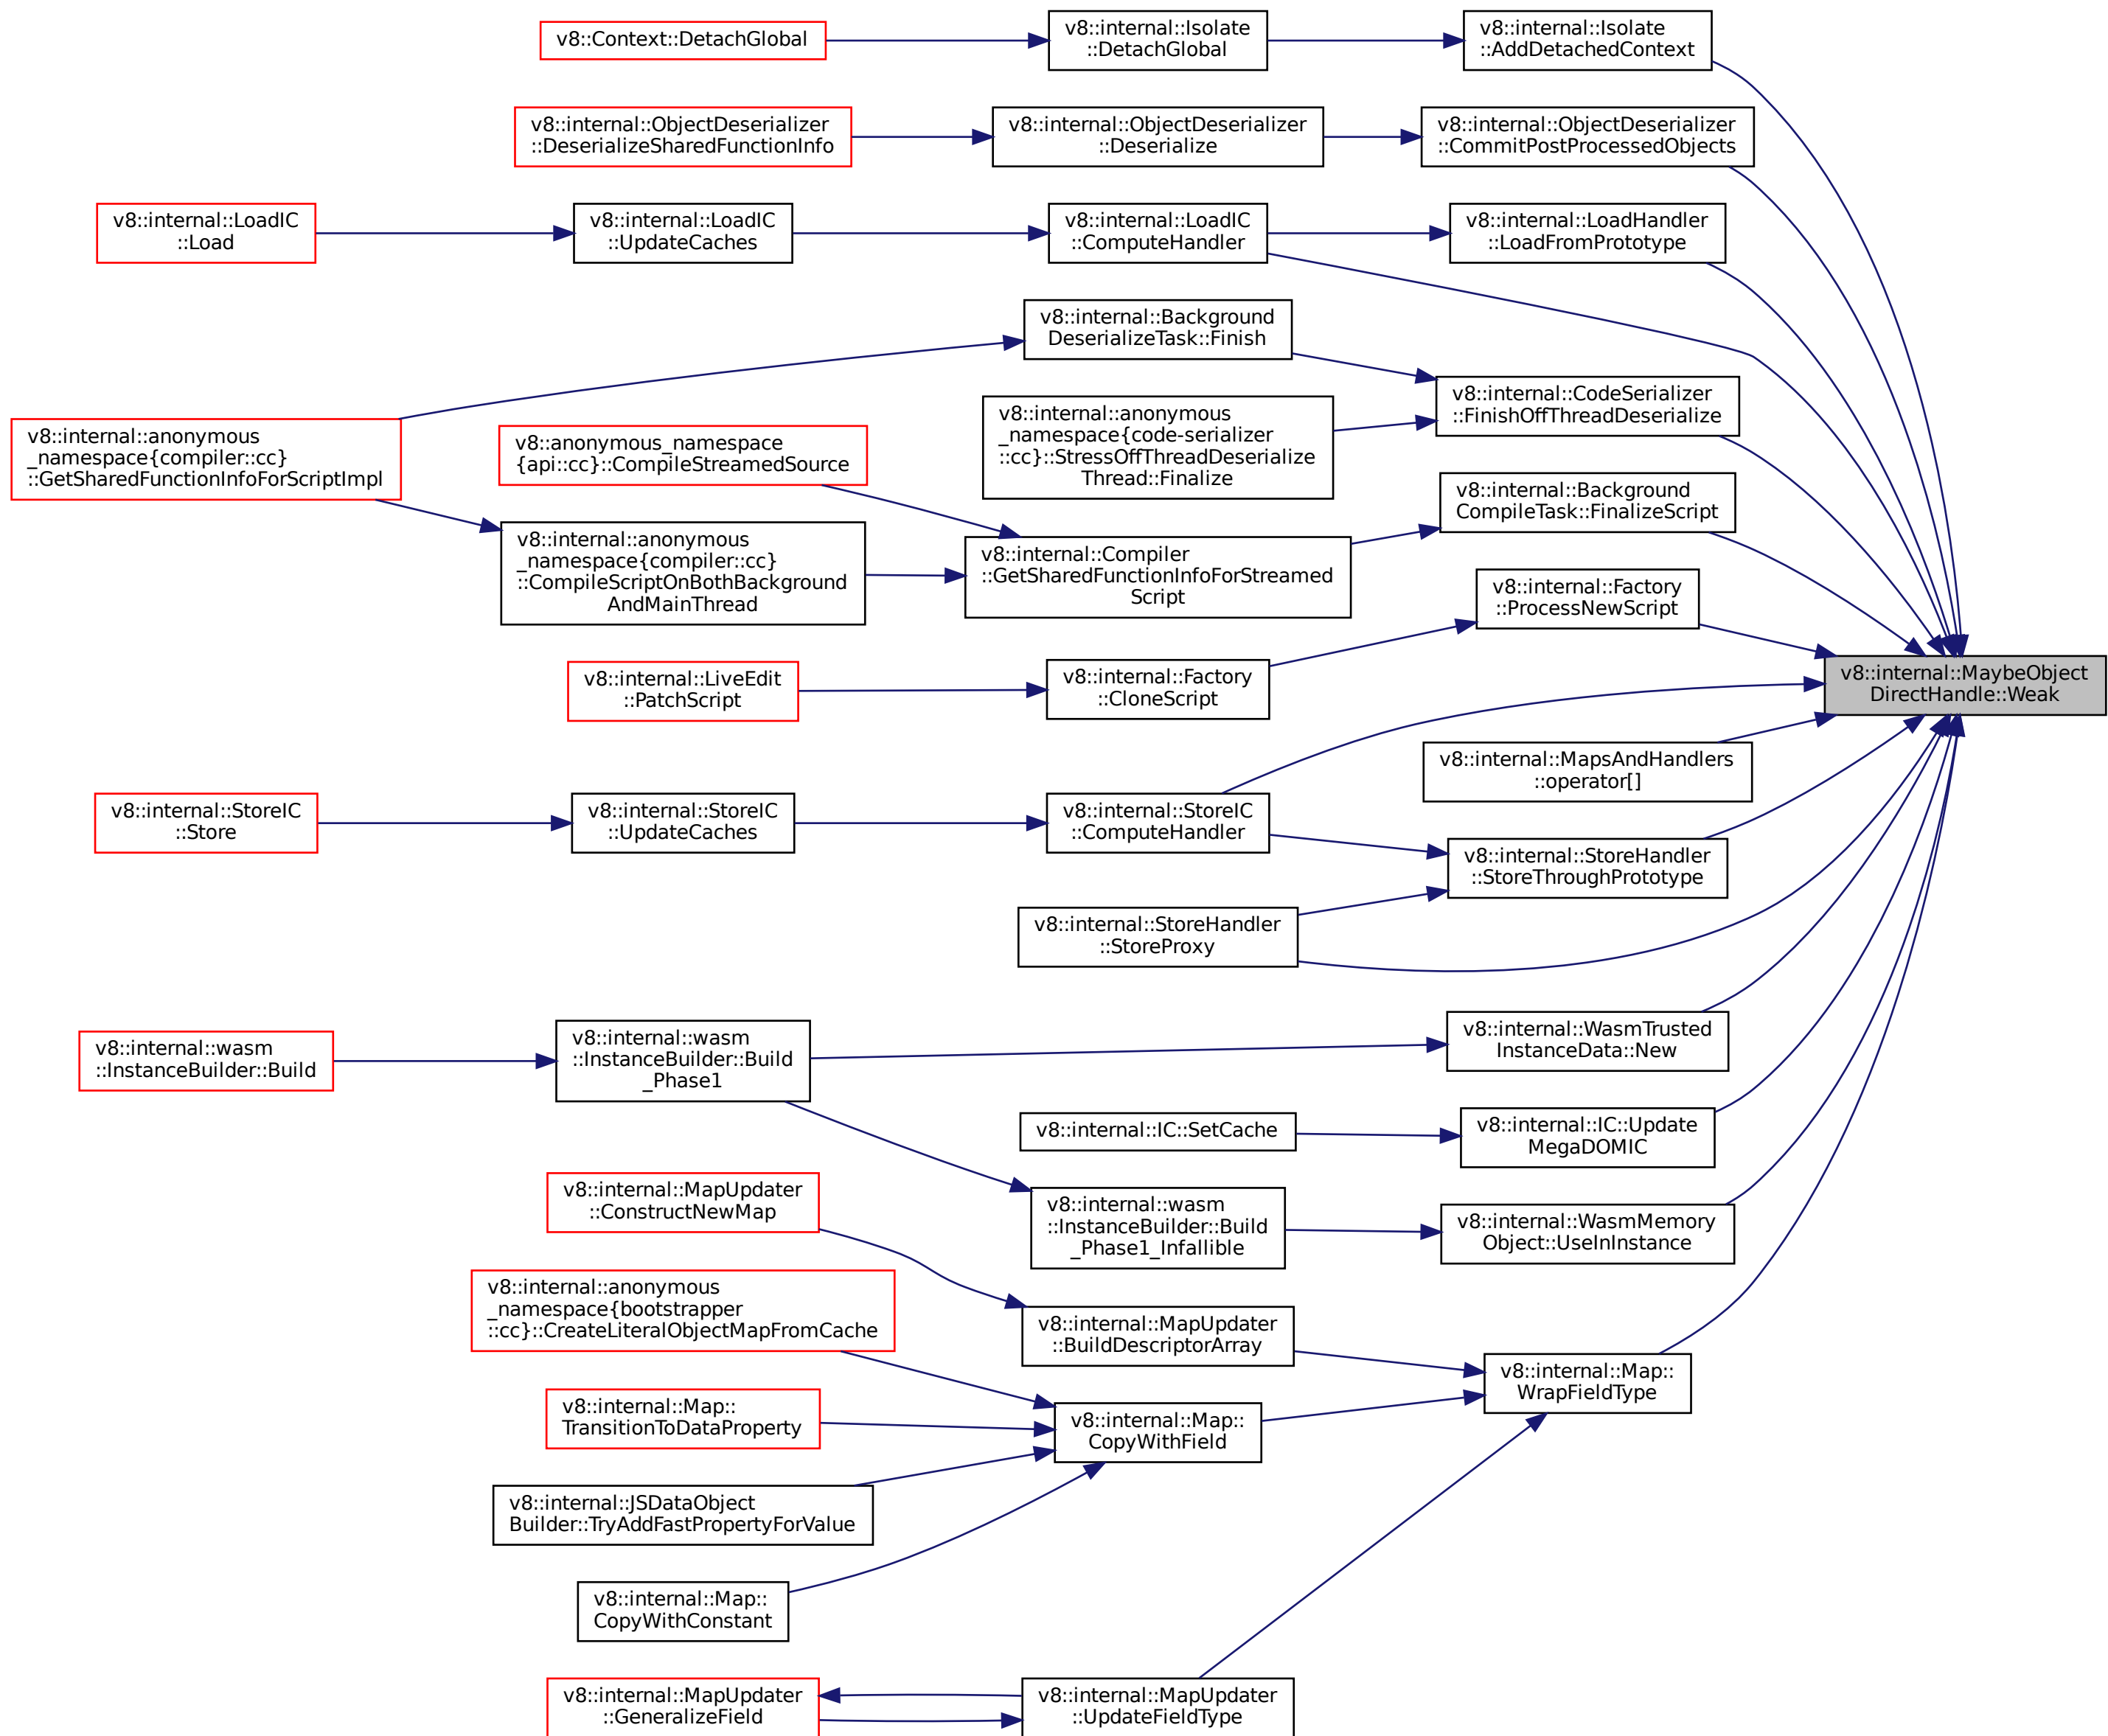 v8::Context::DetachGlobal
v8::internal::Isolate
::DetachGlobal
v8::internal::Isolate
::AddDetachedContext
v8::internal::ObjectDeserializer
::DeserializeSharedFunctionInfo
v8::internal::ObjectDeserializer
::Deserialize
v8::internal::ObjectDeserializer
::CommitPostProcessedObjects
v8::internal::LoadIC
::Load
v8::internal::LoadIC
::UpdateCaches
v8::internal::LoadIC
::ComputeHandler
v8::internal::LoadHandler
::LoadFromPrototype
v8::internal::Background
DeserializeTask::Finish
v8::internal::CodeSerializer
::FinishOffThreadDeserialize
v8::internal::anonymous
_namespace{code-serializer
::cc}::StressOffThreadDeserialize
Thread::Finalize
v8::internal::anonymous
_namespace{compiler::cc}
::GetSharedFunctionInfoForScriptImpl
v8::anonymous_namespace
{api::cc}::CompileStreamedSource
v8::internal::Background
CompileTask::FinalizeScript
v8::internal::anonymous
_namespace{compiler::cc}
::CompileScriptOnBothBackground
AndMainThread
v8::internal::Compiler
::GetSharedFunctionInfoForStreamed
Script
v8::internal::Factory
::ProcessNewScript
v8::internal::LiveEdit
::PatchScript
v8::internal::Factory
::CloneScript
v8::internal::MaybeObject
DirectHandle::Weak
v8::internal::MapsAndHandlers
::operator[]
v8::internal::StoreIC
::Store
v8::internal::StoreIC
::UpdateCaches
v8::internal::StoreIC
::ComputeHandler
v8::internal::StoreHandler
::StoreThroughPrototype
v8::internal::StoreHandler
::StoreProxy
v8::internal::wasm
::InstanceBuilder::Build
v8::internal::wasm
::InstanceBuilder::Build
_Phase1
v8::internal::WasmTrusted
InstanceData::New
v8::internal::IC::SetCache
v8::internal::IC::Update
MegaDOMIC
v8::internal::MapUpdater
::ConstructNewMap
v8::internal::wasm
::InstanceBuilder::Build
_Phase1_Infallible
v8::internal::WasmMemory
Object::UseInInstance
v8::internal::anonymous
_namespace{bootstrapper
::cc}::CreateLiteralObjectMapFromCache
v8::internal::MapUpdater
::BuildDescriptorArray
v8::internal::Map::
WrapFieldType
v8::internal::Map::
TransitionToDataProperty
v8::internal::Map::
CopyWithField
v8::internal::JSDataObject
Builder::TryAddFastPropertyForValue
v8::internal::Map::
CopyWithConstant
v8::internal::MapUpdater
::GeneralizeField
v8::internal::MapUpdater
::UpdateFieldType